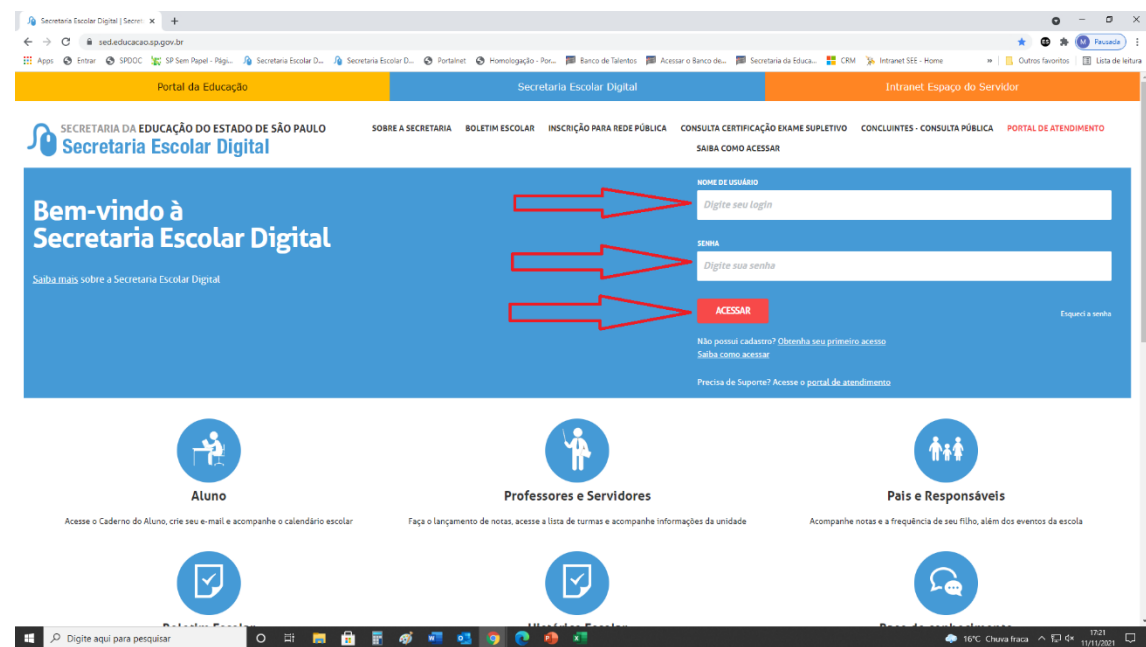 Secretaria Escolar Digital | Secret
sed.educacao.sp.gov.br
Pausada
Apps Entrar SPDOC SP Sem Papel - Pági... Secretaria Escolar D... Secretaria Escolar D... Portalnet Homologação - Por... Banco de Talentos Acessar o Banco de... Secretaria da Educa... CRM Intranet SEE - Home » Outros favoritos Lista de leitura
Portal da Educação Secretaria Escolar Digital Intranet Espaço do Servidor
SECRETARIA DA EDUCAÇÃO DO ESTADO DE SÃO PAULO
Secretaria Escolar Digital
SOBRE A SECRETARIA BOLETIM ESCOLAR INSCRIÇÃO PARA REDE PÚBLICA CONSULTA CERTIFICAÇÃO EXAME SUPLETIVO CONCLUINTES - CONSULTA PÚBLICA PORTAL DE ATENDIMENTO
SAIBA COMO ACESSAR
Bem-vindo à
Secretaria Escolar Digital
Saiba mais sobre a Secretaria Escolar Digital
NOME DE USUÁRIO
Digite seu login
SENHA
Digite sua senha
ACESSAR
Esqueci a senha
Não possui cadastro? Obtenha seu primeiro acesso
Saiba como acessar
Precisa de Suporte? Acesse o portal de atendimento
Aluno
Acesse o Caderno do Aluno, crie seu e-mail e acompanhe o calendário escolar
Professores e Servidores
Faça o lançamento de notas, acesse a lista de turmas e acompanhe informações da unidade
Pais e Responsáveis
Acompanhe notas e a frequência de seu filho, além dos eventos da escola
Digite aqui para pesquisar
16°C Chuva fraca
17:21
11/11/2021